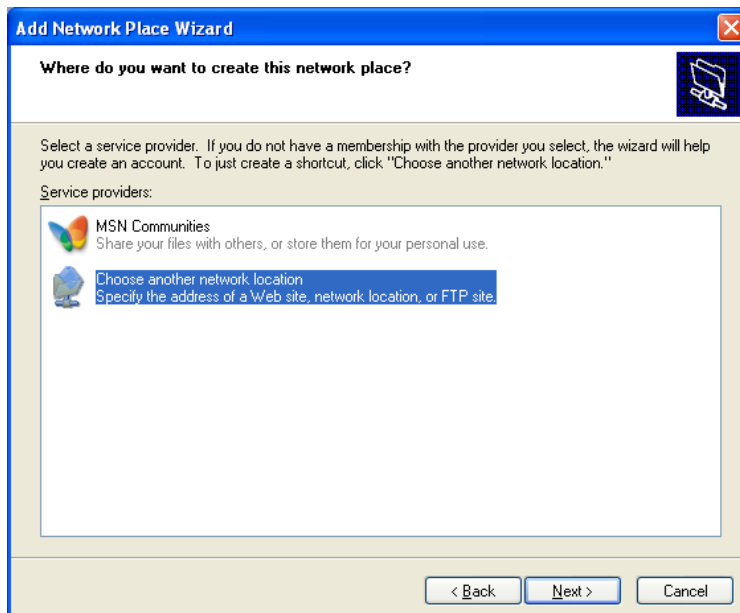 Add Network Place Wizard
Where do you want to create this network place?
Select a service provider. If you do not have a membership with the provider you select, the wizard will help
you create an account. To just create a shortcut, click "Choose another network location."
Service providers:
MSN Communities
Share your files with others, or store them for your personal use.
Choose another network location
Specify the address of a Web site, network location, or FTP site.
< Back Next > Cancel